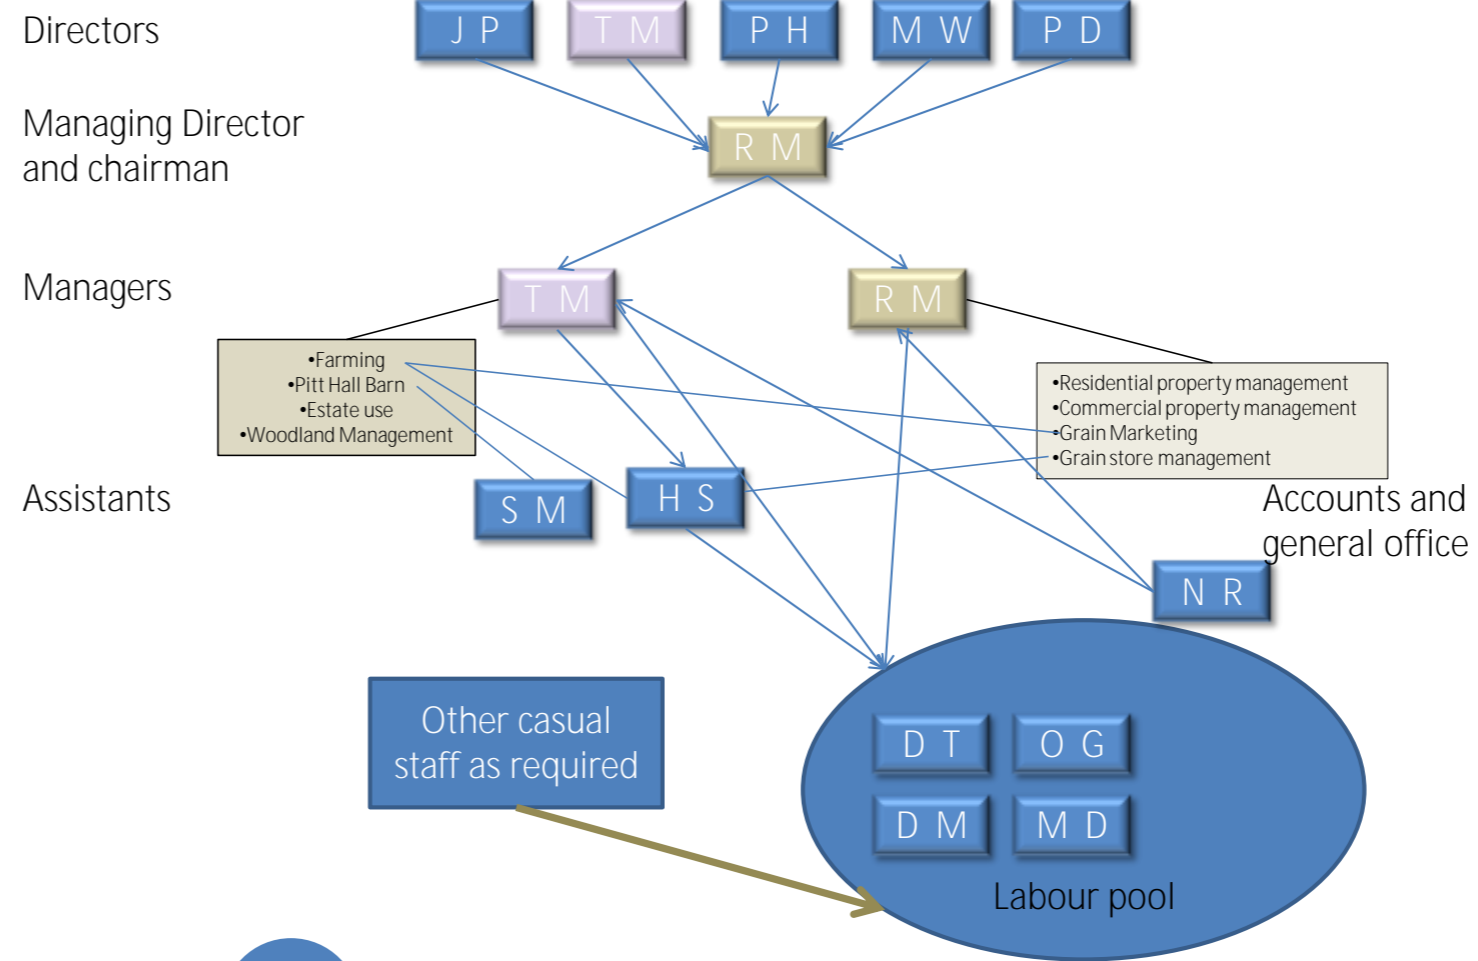 Directors
J P
T M
P H
M W
P D
Managing Director
and chairman
R M
Managers
T M
R M
•Farming
•Pitt Hall Barn
•Estate use
•Woodland Management
•Residential property management
•Commercial property management
•Grain Marketing
•Grain store management
Assistants
S M
H S
Accounts and
general office
N R
Other casual
staff as required
D T
O G
D M
M D
Labour pool